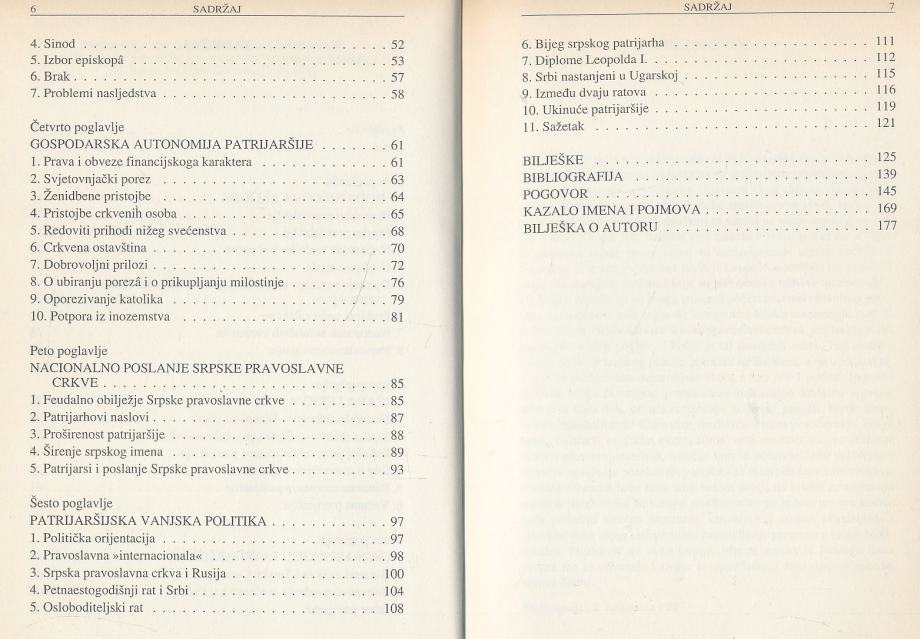 6 SADRŽAJ
4. Sinod . . . . . . . . . . . . . . . . . . . . . . . . . . . . . . 52
5. Izbor episkopâ . . . . . . . . . . . . . . . . . . . . . . . . . . 53
6. Brak . . . . . . . . . . . . . . . . . . . . . . . . . . . . . . . 57
7. Problemi nasljedstva . . . . . . . . . . . . . . . . . . . . . . . 58
Četvrto poglavlje
GOSPODARSKA AUTONOMIJA PATRIJARŠIJE . . . . . . . 61
1. Prava i obveze financijskoga karaktera . . . . . . . . . . . . . 61
2. Svjetovnjački porez . . . . . . . . . . . . . . . . . . . . . . . 63
3. Ženidbene pristojbe . . . . . . . . . . . . . . . . . . . . . . . 64
4. Pristojbe crkvenih osoba . . . . . . . . . . . . . . . . . . . . 65
5. Redoviti prihodi nižeg svećenstva . . . . . . . . . . . . . . . 68
6. Crkvena ostavština . . . . . . . . . . . . . . . . . . . . . . . 70
7. Dobrovoljni prilozi . . . . . . . . . . . . . . . . . . . . . . . 72
8. O ubiranju porezâ i o prikupljanju milostinje . . . . . . . . . 76
9. Oporezivanje katolika . . . . . . . . . . . . . . . . . . . . . . 79
10. Potpora iz inozemstva . . . . . . . . . . . . . . . . . . . . . 81
Peto poglavlje
NACIONALNO POSLANJE SRPSKE PRAVOSLAVNE
CRKVE . . . . . . . . . . . . . . . . . . . . . . . . . . . . 85
1. Feudalno obilježje Srpske pravoslavne crkve . . . . . . . . . 85
2. Patrijarhovi naslovi . . . . . . . . . . . . . . . . . . . . . . . 87
3. Proširenost patrijaršije . . . . . . . . . . . . . . . . . . . . . 88
4. Širenje srpskog imena . . . . . . . . . . . . . . . . . . . . . 89
5. Patrijarsi i poslanje Srpske pravoslavne crkve . . . . . . . . . 93
Šesto poglavlje
PATRIJARŠIJSKA VANJSKA POLITIKA . . . . . . . . . . . 97
1. Politička orijentacija . . . . . . . . . . . . . . . . . . . . . . 97
2. Pravoslavna »internacionala« . . . . . . . . . . . . . . . . . 98
3. Srpska pravoslavna crkva i Rusija . . . . . . . . . . . . . . 100
4. Petnaestogodišnji rat i Srbi . . . . . . . . . . . . . . . . . . 104
5. Osloboditeljski rat . . . . . . . . . . . . . . . . . . . . . . . 108
SADRŽAJ 7
6. Bijeg srpskog patrijarha . . . . . . . . . . . . . . . . . . . 111
7. Diplome Leopolda I. . . . . . . . . . . . . . . . . . . . . . 112
8. Srbi nastanjeni u Ugarskoj . . . . . . . . . . . . . . . . . . 115
9. Između dvaju ratova . . . . . . . . . . . . . . . . . . . . . 116
10. Ukinuće patrijaršije . . . . . . . . . . . . . . . . . . . . . 119
11. Sažetak . . . . . . . . . . . . . . . . . . . . . . . . . . . . 121
BILJEŠKE . . . . . . . . . . . . . . . . . . . . . . . . . . . . 125
BIBLIOGRAFIJA . . . . . . . . . . . . . . . . . . . . . . . . . 139
POGOVOR . . . . . . . . . . . . . . . . . . . . . . . . . . . . 145
KAZALO IMENA I POJMOVA . . . . . . . . . . . . . . . . . 169
BILJEŠKA O AUTORU . . . . . . . . . . . . . . . . . . . . . 177